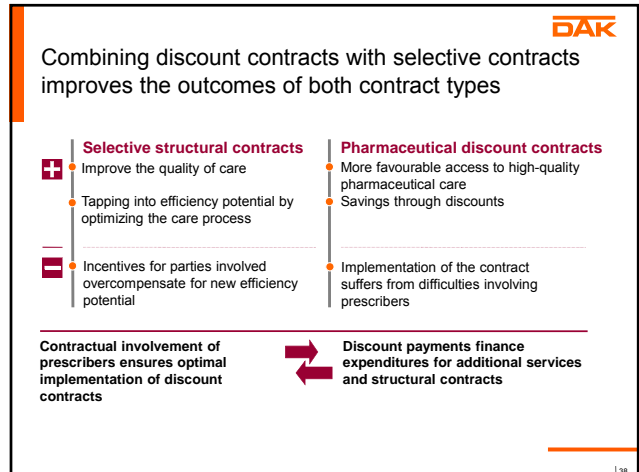 DAK
Combining discount contracts with selective contracts
improves the outcomes of both contract types
Selective structural contracts
Improve the quality of care
Tapping into efficiency potential by
optimizing the care process
Incentives for parties involved
overcompensate for new efficiency
potential
Pharmaceutical discount contracts
More favourable access to high-quality
pharmaceutical care
Savings through discounts
Implementation of the contract
suffers from difficulties involving
prescribers
Contractual involvement of
prescribers ensures optimal
implementation of discount
contracts
Discount payments finance
expenditures for additional services
and structural contracts
| 38